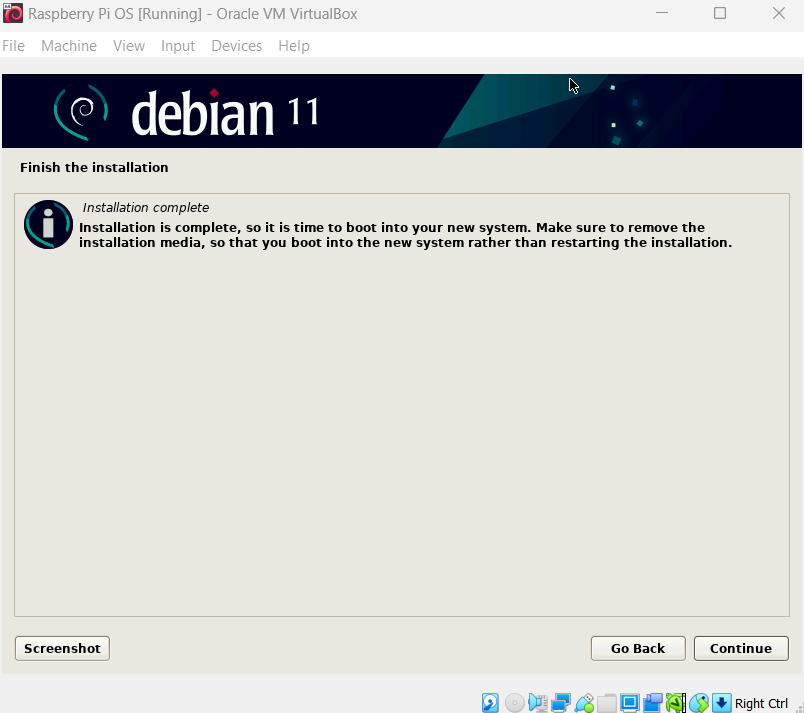 Raspberry Pi OS [Running] - Oracle VM VirtualBox
File Machine View Input Devices Help
debian 11
Finish the installation
Installation complete
Installation is complete, so it is time to boot into your new system. Make sure to remove the
installation media, so that you boot into the new system rather than restarting the installation.
Screenshot Go Back Continue
Right Ctrl